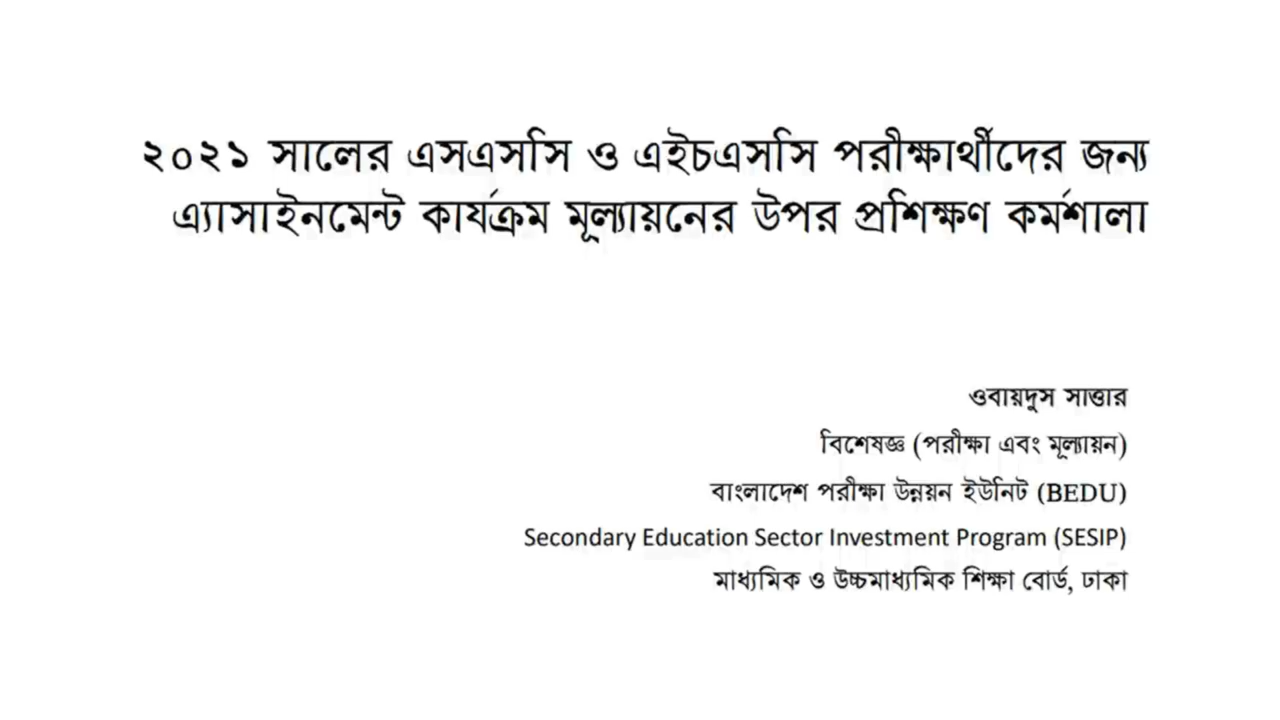 ২০২১ সালের এসএসসি ও এইচএসসি পরীক্ষার্থীদের জন্য
এ্যাসাইনমেন্ট কার্যক্রম মূল্যায়নের উপর প্রশিক্ষণ কর্মশালা
ওবায়দুস সাত্তার
বিশেষজ্ঞ (পরীক্ষা এবং মূল্যায়ন)
বাংলাদেশ পরীক্ষা উন্নয়ন ইউনিট (BEDU)
Secondary Education Sector Investment Program (SESIP)
মাধ্যমিক ও উচ্চমাধ্যমিক শিক্ষা বোর্ড, ঢাকা